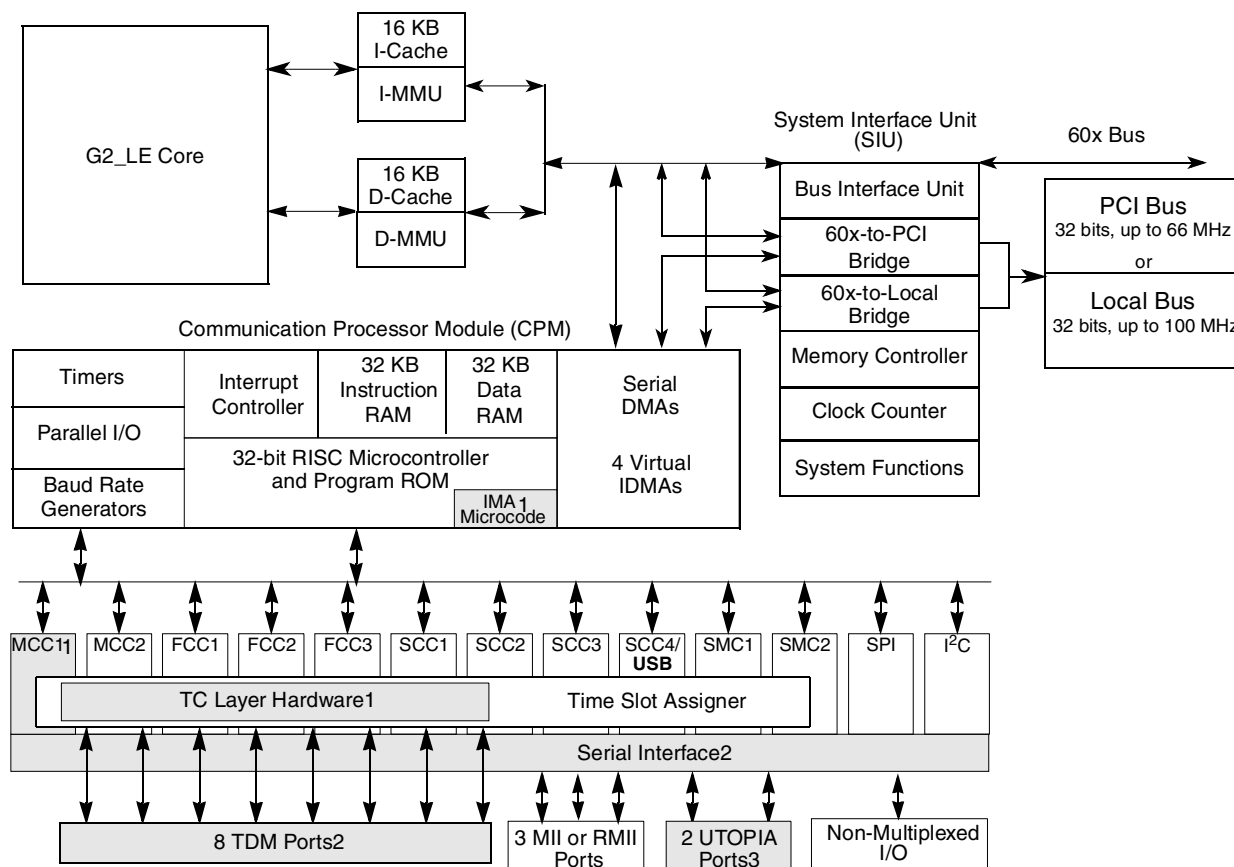 16 KB
I-Cache
I-MMU
G2_LE Core
16 KB
D-Cache
D-MMU
System Interface Unit
(SIU)
60x Bus
Bus Interface Unit
60x-to-PCI
Bridge
60x-to-Local
Bridge
Memory Controller
Clock Counter
System Functions
PCI Bus
32 bits, up to 66 MHz
or
Local Bus
32 bits, up to 100 MHz
Communication Processor Module (CPM)
Timers
Parallel I/O
Baud Rate
Generators
Interrupt
Controller
32 KB
Instruction
RAM
32 KB
Data
RAM
32-bit RISC Microcontroller
and Program ROM
IMA1
Microcode
Serial
DMAs
4 Virtual
IDMAs
MCC11
MCC2
FCC1
FCC2
FCC3
SCC1
SCC2
SCC3
SCC4/
USB
SMC1
SMC2
SPI
I²C
TC Layer Hardware1
Time Slot Assigner
Serial Interface2
8 TDM Ports2
3 MII or RMII
Ports
2 UTOPIA
Ports3
Non-Multiplexed
I/O